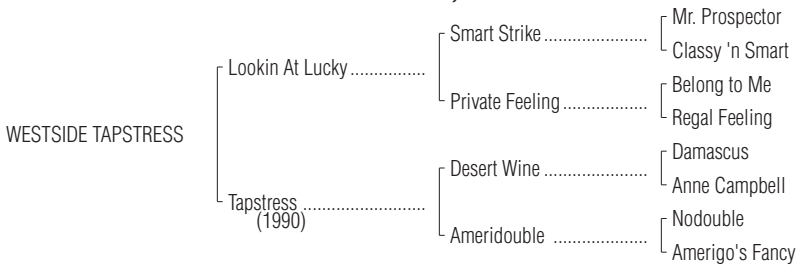 Mr. Prospector
Smart Strike ......................
Classy 'n Smart
Lookin At Lucky ................
Belong to Me
Private Feeling ..................
Regal Feeling
WESTSIDE TAPSTRESS
Damascus
Desert Wine ......................
Anne Campbell
Tapstress ..........................
(1990)
Nodouble
Ameridouble ....................
Amerigo's Fancy